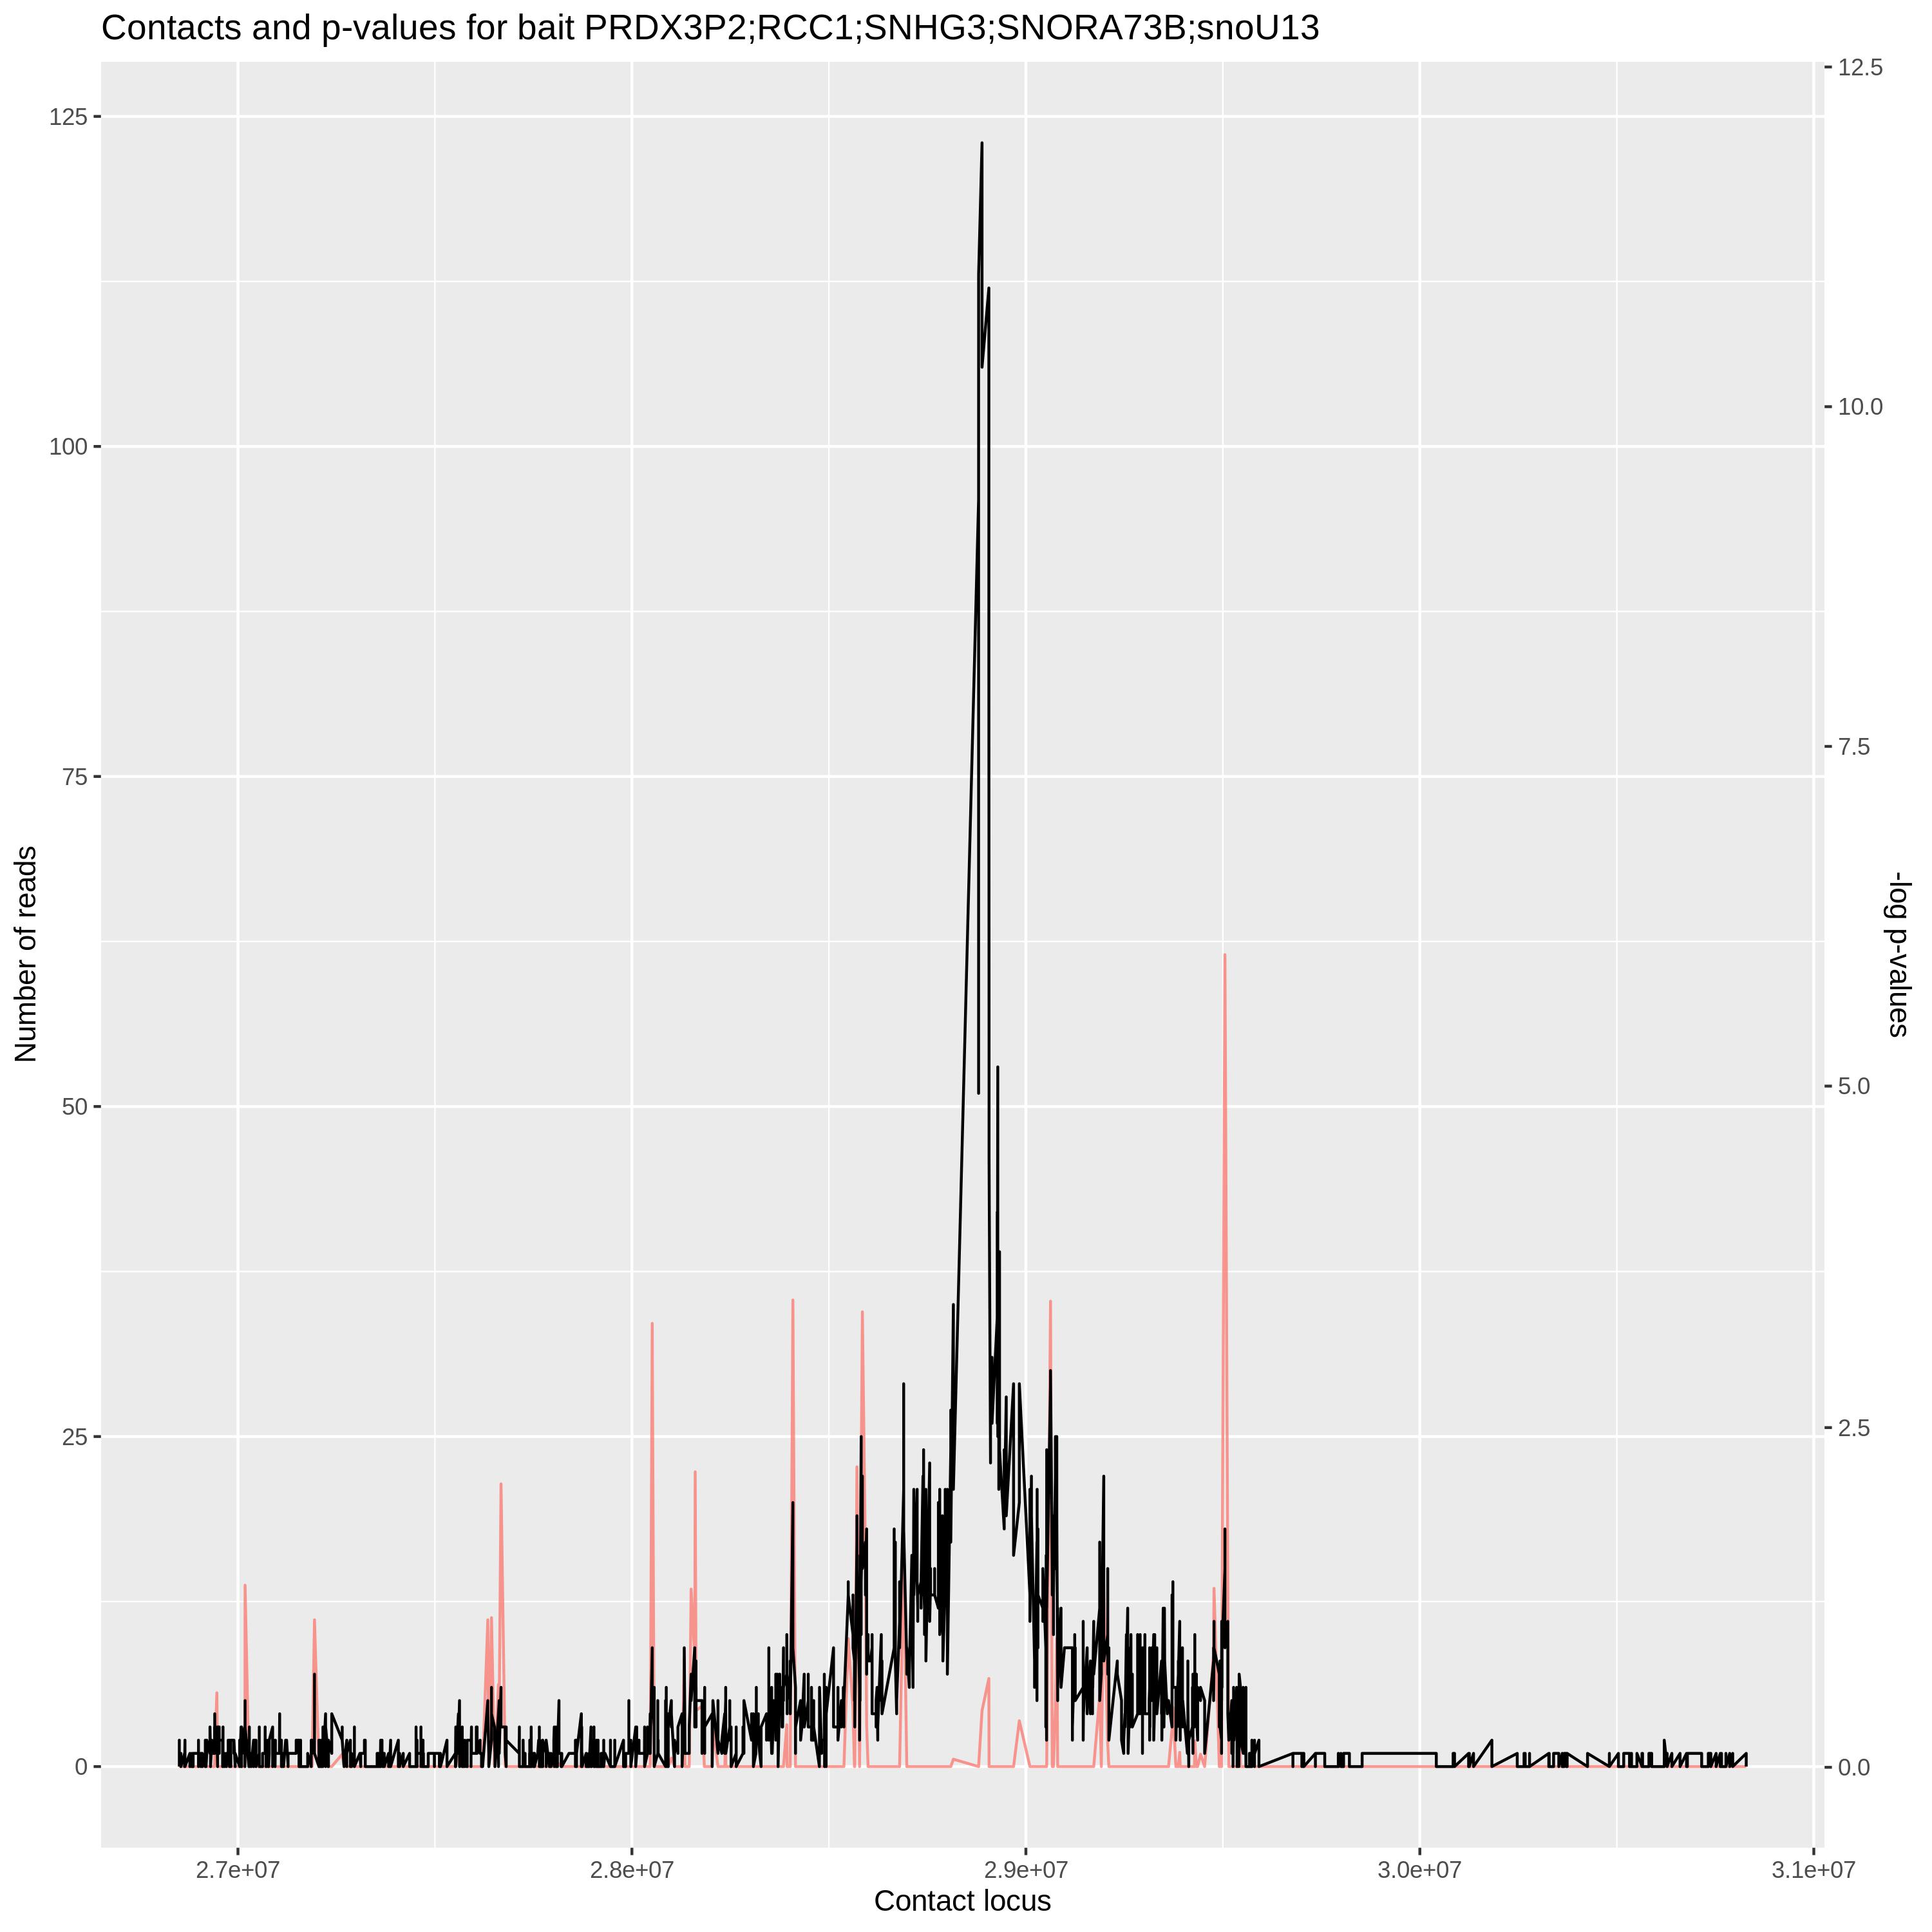 Contacts and p-values for bait PRDX3P2;RCC1;SNHG3;SNORA73B;snoU13
125
100
75
50
25
0
Number of reads
12.5
10.0
7.5
5.0
2.5
0.0
-log p-values
2.7e+07
2.8e+07
2.9e+07
3.0e+07
3.1e+07
Contact locus